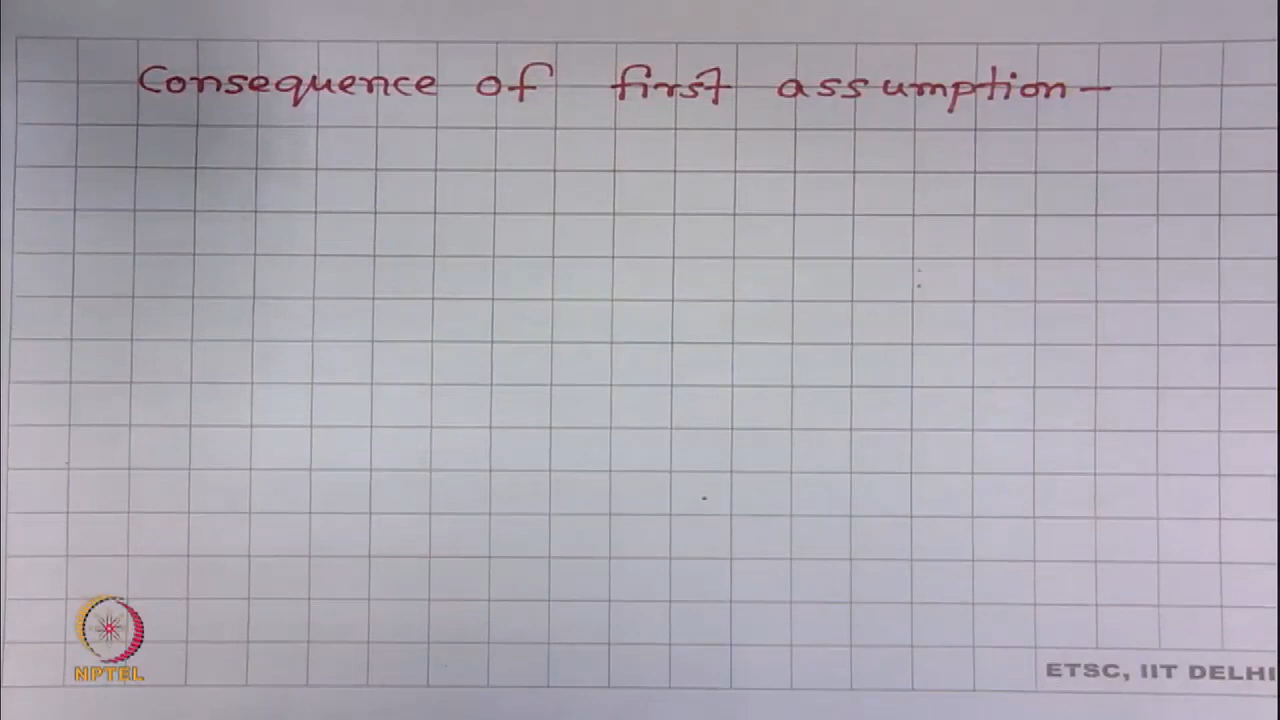 Consequence of first assumption -
NPTEL
ETSC, IIT DELHI